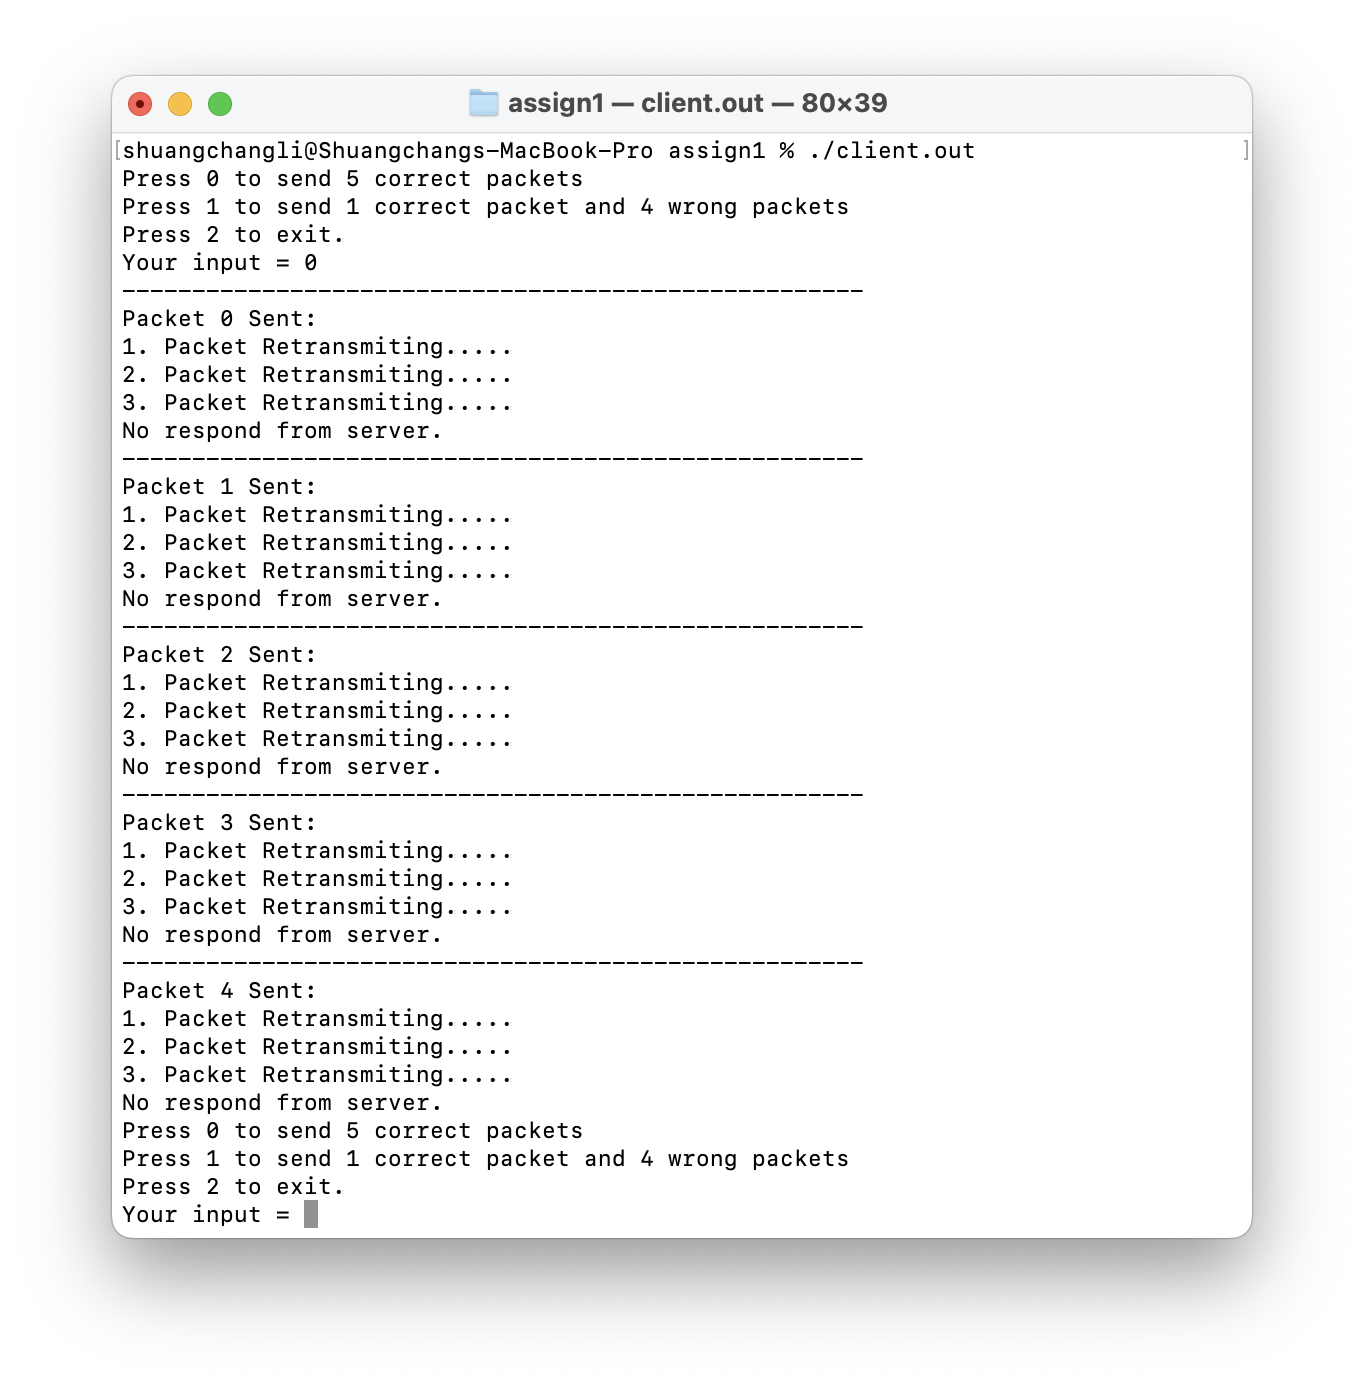 assign1 — client.out — 80×39
[shuangchangli@Shuangchangs-MacBook-Pro assign1 % ./client.out ]
Press 0 to send 5 correct packets
Press 1 to send 1 correct packet and 4 wrong packets
Press 2 to exit.
Your input = 0
-----------------------------------------------------
Packet 0 Sent:
1. Packet Retransmiting.....
2. Packet Retransmiting.....
3. Packet Retransmiting.....
No respond from server.
-----------------------------------------------------
Packet 1 Sent:
1. Packet Retransmiting.....
2. Packet Retransmiting.....
3. Packet Retransmiting.....
No respond from server.
-----------------------------------------------------
Packet 2 Sent:
1. Packet Retransmiting.....
2. Packet Retransmiting.....
3. Packet Retransmiting.....
No respond from server.
-----------------------------------------------------
Packet 3 Sent:
1. Packet Retransmiting.....
2. Packet Retransmiting.....
3. Packet Retransmiting.....
No respond from server.
-----------------------------------------------------
Packet 4 Sent:
1. Packet Retransmiting.....
2. Packet Retransmiting.....
3. Packet Retransmiting.....
No respond from server.
Press 0 to send 5 correct packets
Press 1 to send 1 correct packet and 4 wrong packets
Press 2 to exit.
Your input =